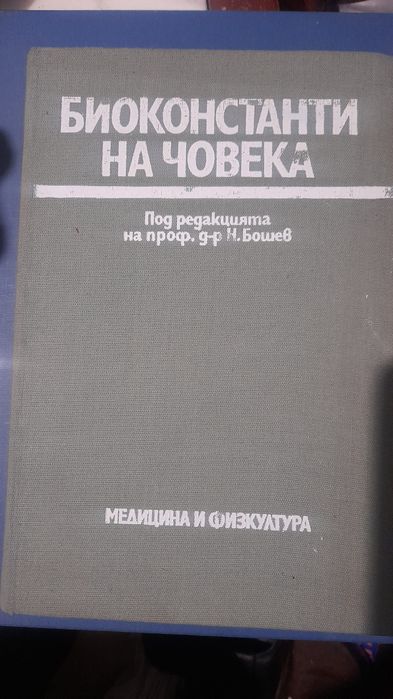 БИОКОНСТАНТИ
НА ЧОВЕКА
Под редакцията
на проф. д-р Н. Бошев
МЕДИЦИНА И ФИЗКУЛТУРА